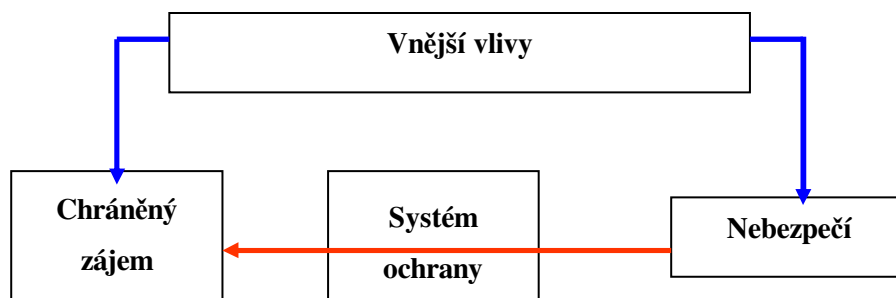 Vnější vlivy
Chráněný
zájem
Systém
ochrany
Nebezpečí